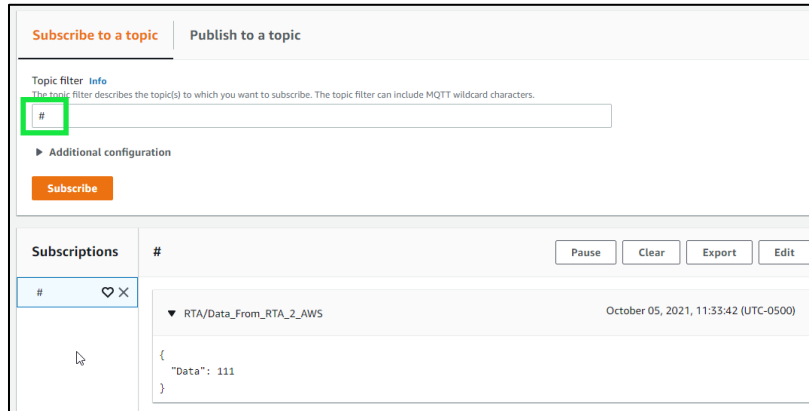 Subscribe to a topic Publish to a topic
Topic filter Info
The topic filter describes the topic(s) to which you want to subscribe. The topic filter can include MQTT wildcard characters.
#
▶ Additional configuration
Subscribe
Subscriptions # Pause Clear Export Edit
#
▼ RTA/Data_From_RTA_2_AWS October 05, 2021, 11:33:42 (UTC-0500)
{
"Data": 111
}